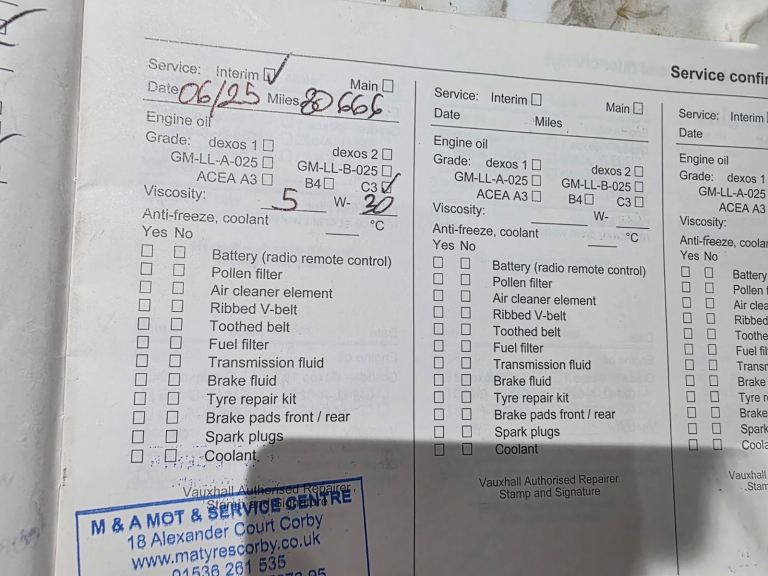 Service confir
Service: Interim ☑ Main ☐
Date 06/25 Miles 80666
Engine oil
Grade: dexos 1 ☐ dexos 2 ☐
GM-LL-A-025 ☐ GM-LL-B-025 ☐
ACEA A3 ☐ B4 ☐ C3 ☑
Viscosity: 5 W- 30
Anti-freeze, coolant °C
Yes No
☐ ☐ Battery (radio remote control)
☐ ☐ Pollen filter
☐ ☐ Air cleaner element
☐ ☐ Ribbed V-belt
☐ ☐ Toothed belt
☐ ☐ Fuel filter
☐ ☐ Transmission fluid
☐ ☐ Brake fluid
☐ ☐ Tyre repair kit
☐ ☐ Brake pads front / rear
☐ ☐ Spark plugs
☐ ☐ Coolant
Vauxhall Authorised Repairer
Stamp and Signature
M & A MOT & SERVICE CENTRE
18 Alexander Court Corby
www.matyrescorby.co.uk
01536 261 535
Service: Interim ☐ Main ☐
Date Miles
Engine oil
Grade: dexos 1 ☐ dexos 2 ☐
GM-LL-A-025 ☐ GM-LL-B-025 ☐
ACEA A3 ☐ B4 ☐ C3 ☐
Viscosity: W-
Anti-freeze, coolant °C
Yes No
☐ ☐ Battery (radio remote control)
☐ ☐ Pollen filter
☐ ☐ Air cleaner element
☐ ☐ Ribbed V-belt
☐ ☐ Toothed belt
☐ ☐ Fuel filter
☐ ☐ Transmission fluid
☐ ☐ Brake fluid
☐ ☐ Tyre repair kit
☐ ☐ Brake pads front / rear
☐ ☐ Spark plugs
☐ ☐ Coolant
Vauxhall Authorised Repairer
Stamp and Signature
Service: Interim
Date
Engine oil
Grade: dexos 1
GM-LL-A-025
ACEA A3
Viscosity:
Anti-freeze, coolan
Yes No
☐ ☐ Battery
☐ ☐ Pollen f
☐ ☐ Air clea
☐ ☐ Ribbed
☐ ☐ Toothe
☐ ☐ Fuel filt
☐ ☐ Transm
☐ ☐ Brake
☐ ☐ Tyre r
☐ ☐ Brake
☐ ☐ Spark
☐ ☐ Coola
Vauxhall
Stam